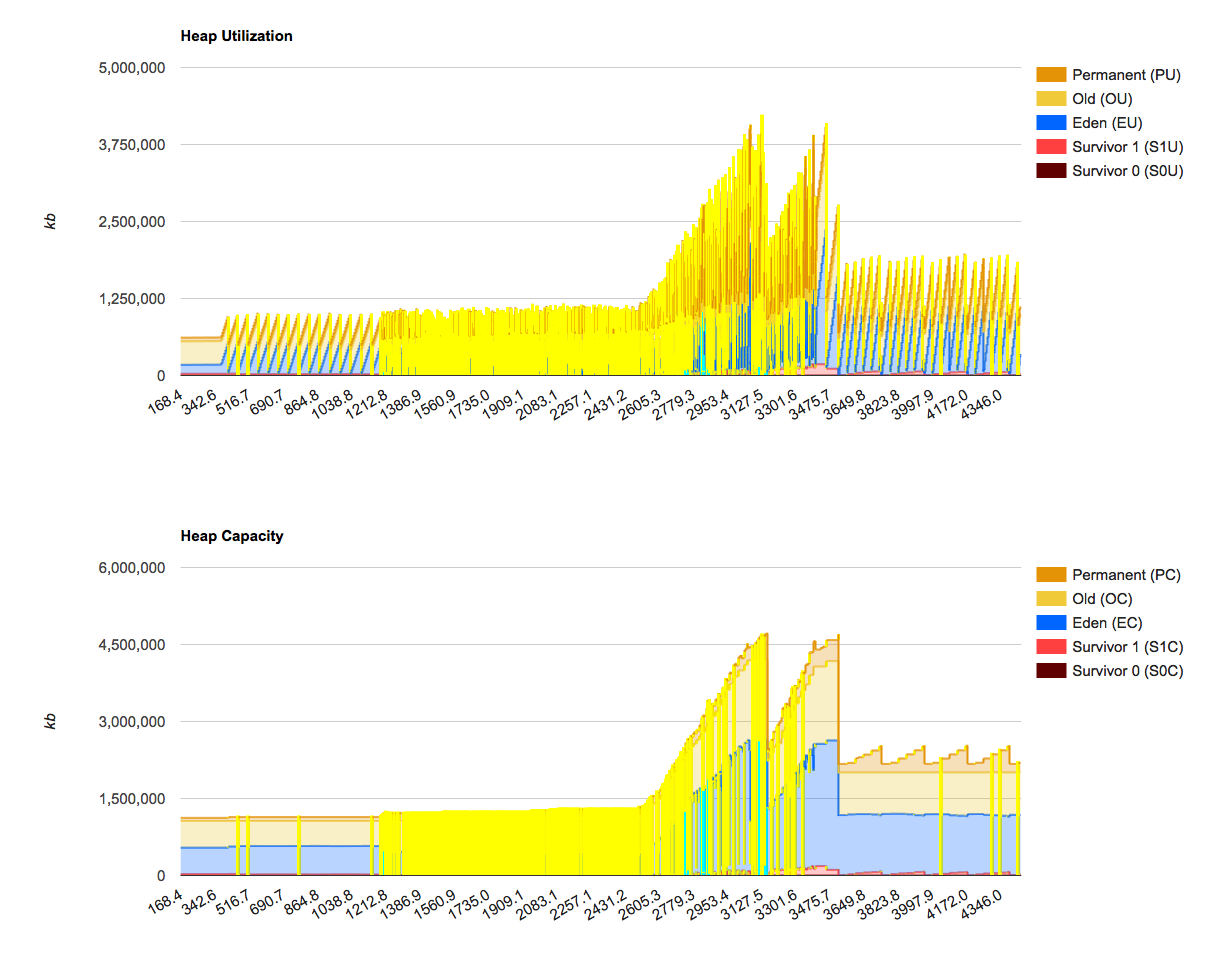 Heap Utilization
5,000,000
3,750,000
2,500,000
1,250,000
0
kb
168.4 342.6 516.7 690.7 864.8 1038.8 1212.8 1386.9 1560.9 1735.0 1909.1 2083.1 2257.1 2431.2 2605.3 2779.3 2953.4 3127.5 3301.6 3475.7 3649.8 3823.8 3997.9 4172.0 4346.0
Permanent (PU)
Old (OU)
Eden (EU)
Survivor 1 (S1U)
Survivor 0 (S0U)
Heap Capacity
6,000,000
4,500,000
3,000,000
1,500,000
0
kb
168.4 342.6 516.7 690.7 864.8 1038.8 1212.8 1386.9 1560.9 1735.0 1909.1 2083.1 2257.1 2431.2 2605.3 2779.3 2953.4 3127.5 3301.6 3475.7 3649.8 3823.8 3997.9 4172.0 4346.0
Permanent (PC)
Old (OC)
Eden (EC)
Survivor 1 (S1C)
Survivor 0 (S0C)